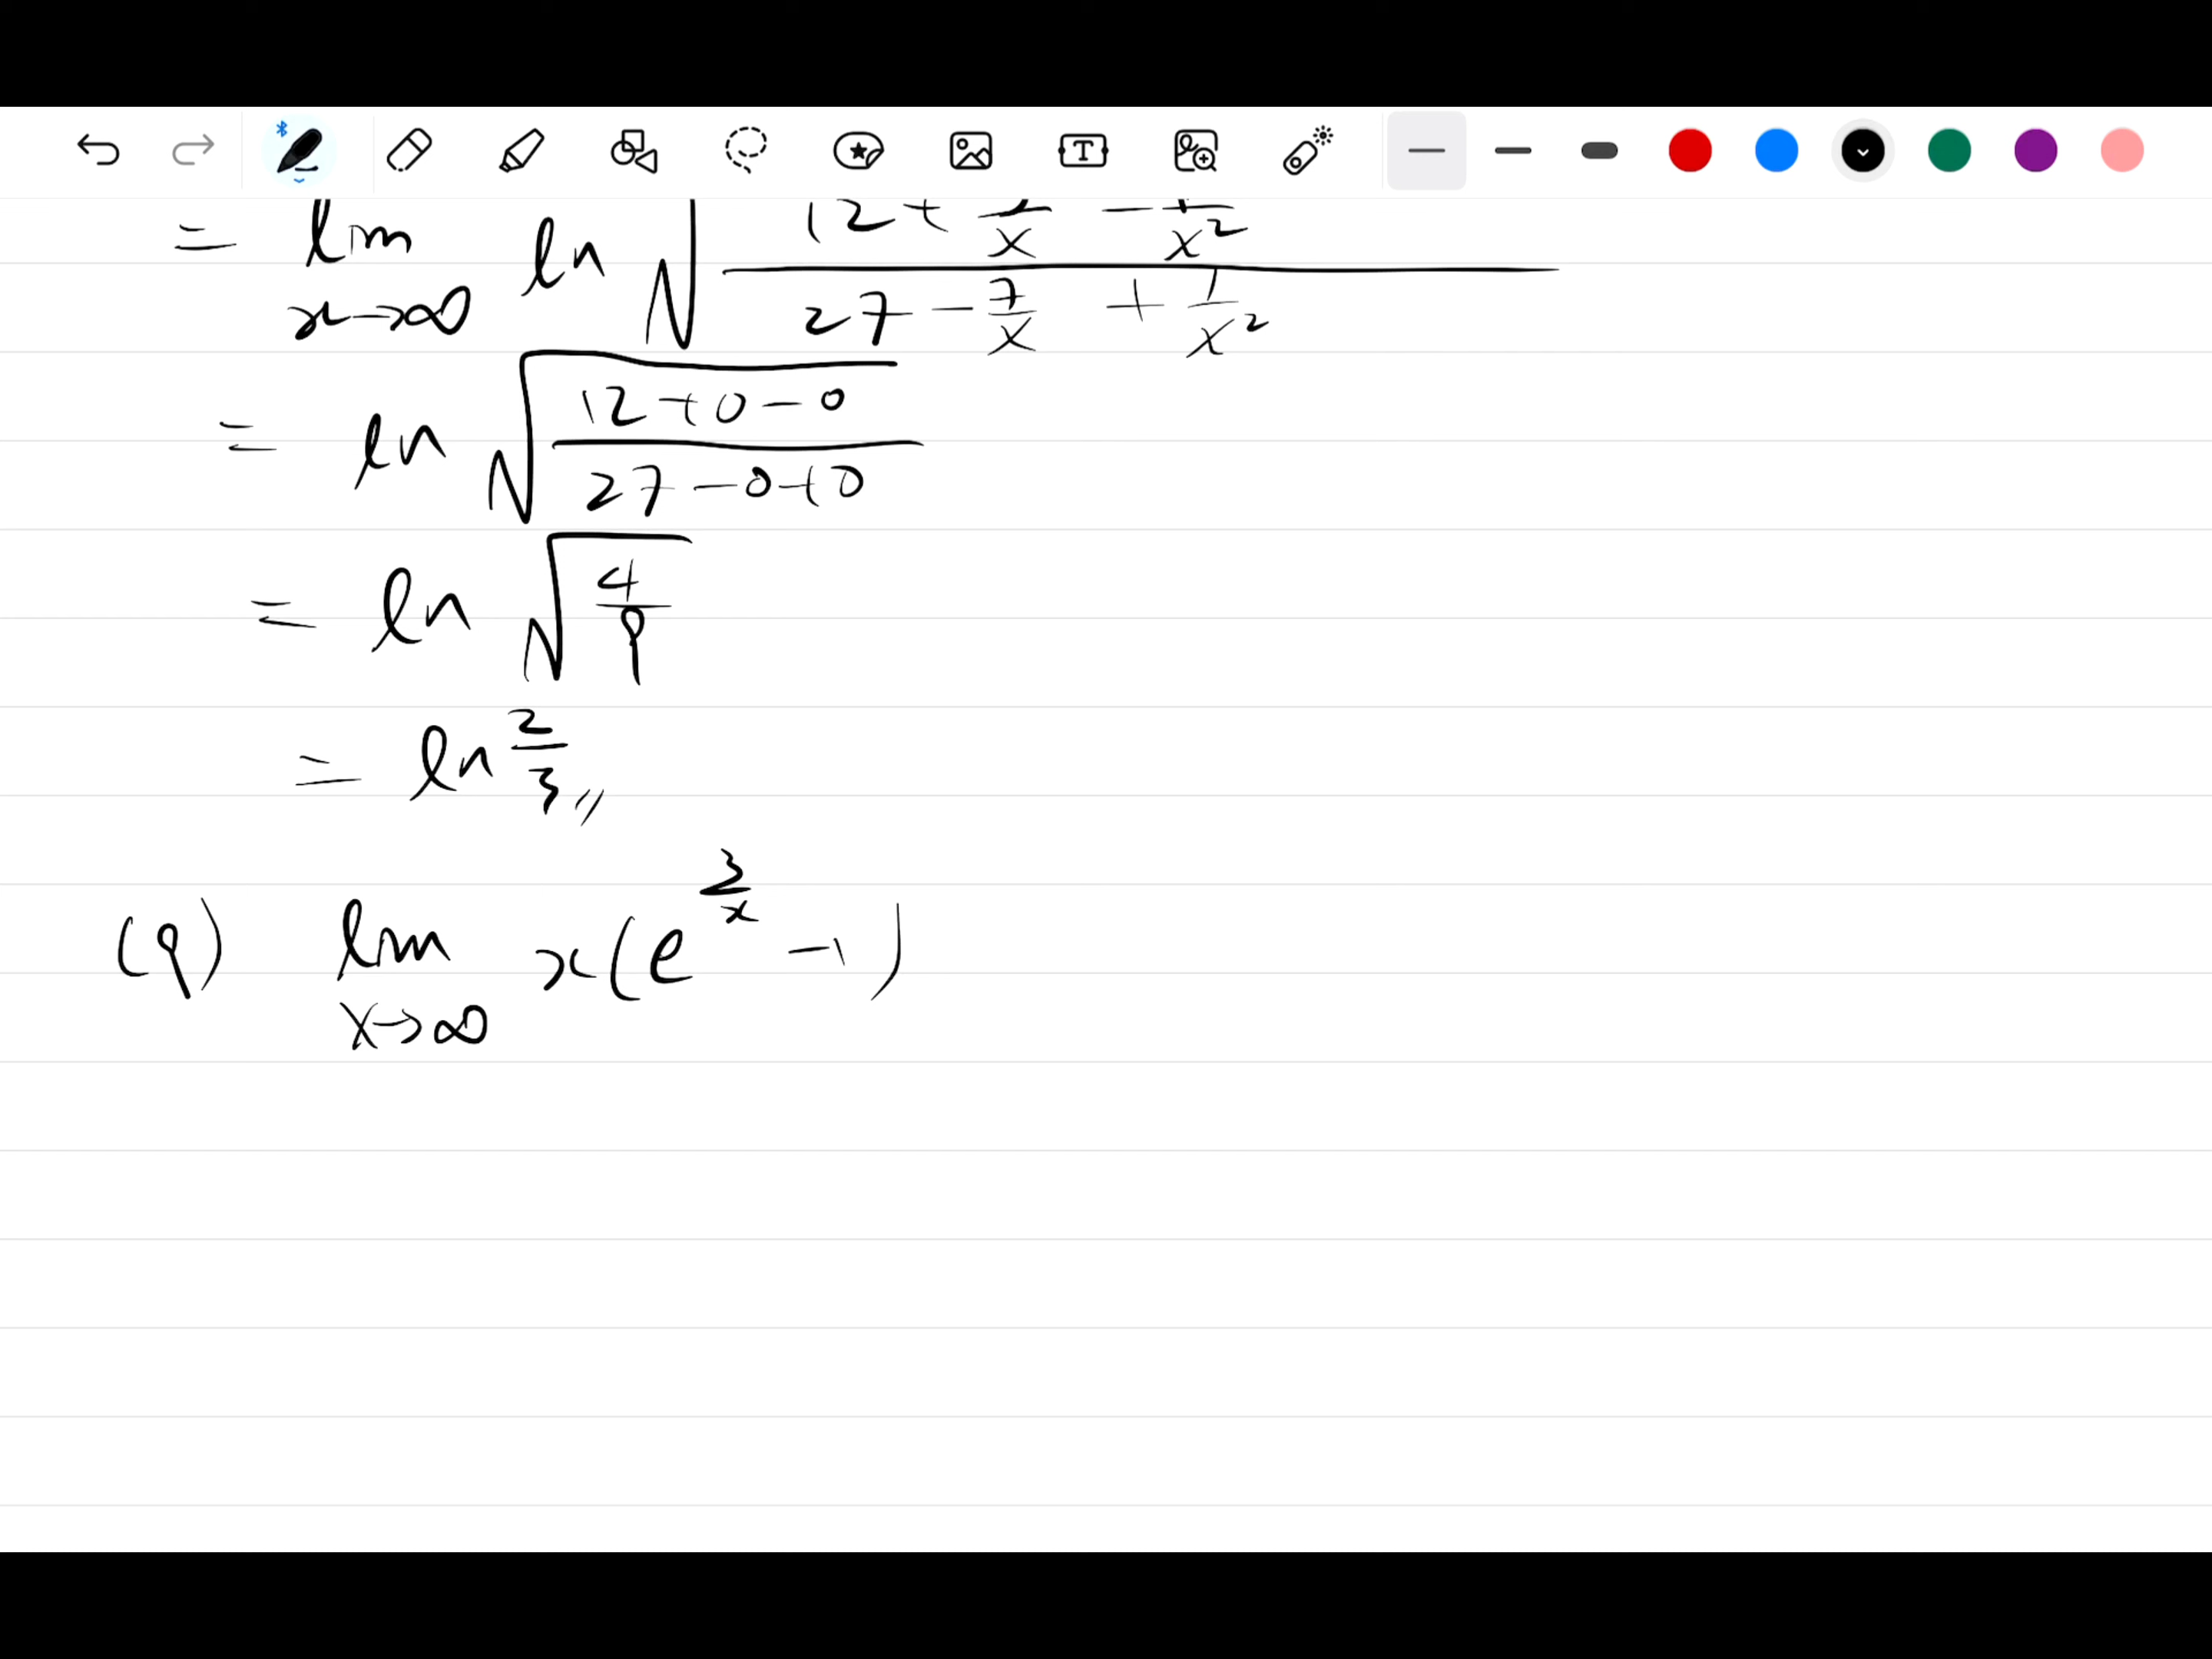 = lim x→∞ ln √( (12 + /x − /x²) / (27 − 7/x + 1/x²) )
= ln √( (12+0−0) / (27−0+0) )
= ln √(4/9)
= ln 2/3 //
(9) lim x→∞ x(e^(3/x) −1)